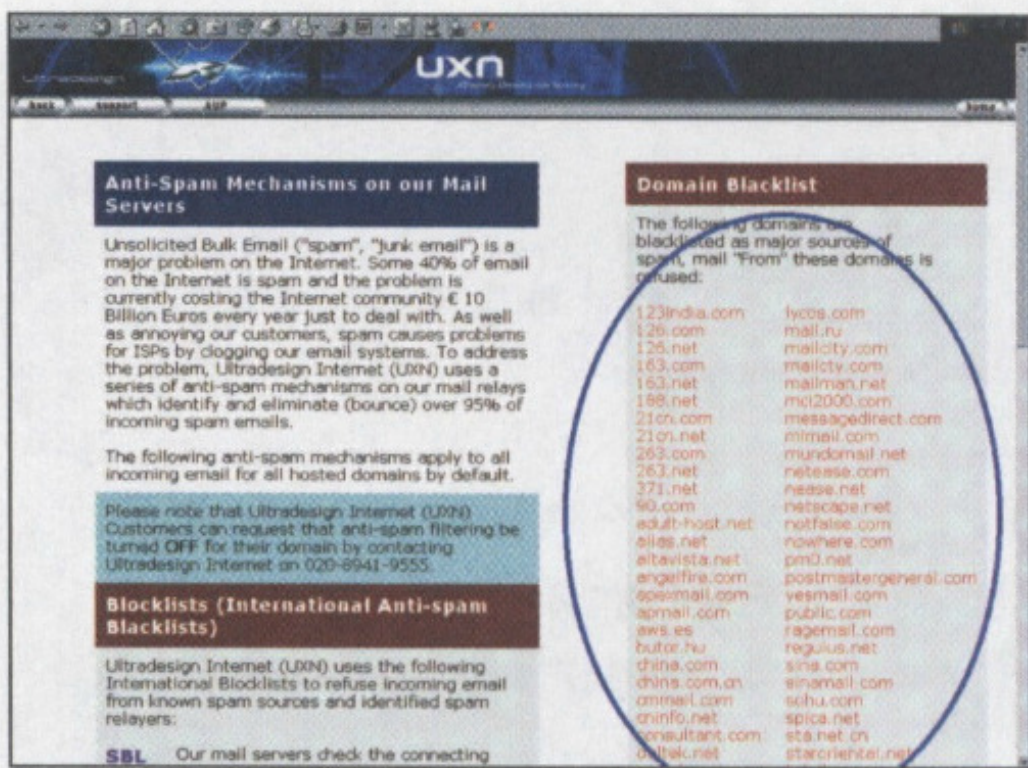 Ultradesign
uxn
back
support
AUP
home
Anti-Spam Mechanisms on our Mail
Servers
Unsolicited Bulk Email ("spam", "junk email") is a
major problem on the Internet. Some 40% of email
on the Internet is spam and the problem is
currently costing the Internet community € 10
Billion Euros every year just to deal with. As well
as annoying our customers, spam causes problems
for ISPs by clogging our email systems. To address
the problem, Ultradesign Internet (UXN) uses a
series of anti-spam mechanisms on our mail relays
which identify and eliminate (bounce) over 95% of
incoming spam emails.
The following anti-spam mechanisms apply to all
incoming email for all hosted domains by default.
Please note that Ultradesign Internet (UXN)
Customers can request that anti-spam filtering be
turned OFF for their domain by contacting
Ultradesign Internet on 020-8941-9555.
Blocklists (International Anti-spam
Blacklists)
Ultradesign Internet (UXN) uses the following
International Blocklists to refuse incoming email
from known spam sources and identified spam
relayers:
SBL Our mail servers check the connecting
Domain Blacklist
The following domains are
blacklisted as major sources of
spam, mail "From" these domains is
refused:
123india.com
126.com
126.net
163.com
163.net
188.net
21cn.com
21cn.net
263.com
263.net
371.net
90.com
adult-host.net
alias.net
altavista.net
angelfire.com
apexmail.com
apmail.com
aws.es
butor.hu
china.com
china.com.cn
cmmail.com
cninfo.net
consultant.com
daltek.net
lycos.com
mail.ru
mailcity.com
mailcty.com
mailman.net
mci2000.com
messagedirect.com
mimail.com
mundomail.net
netease.com
nease.net
netscape.net
notfalse.com
nowhere.com
pm0.net
postmastergeneral.com
yesmail.com
public.com
ragemail.com
regulus.net
sina.com
sinamail.com
sohu.com
spica.net
sta.net.cn
starcriental.net